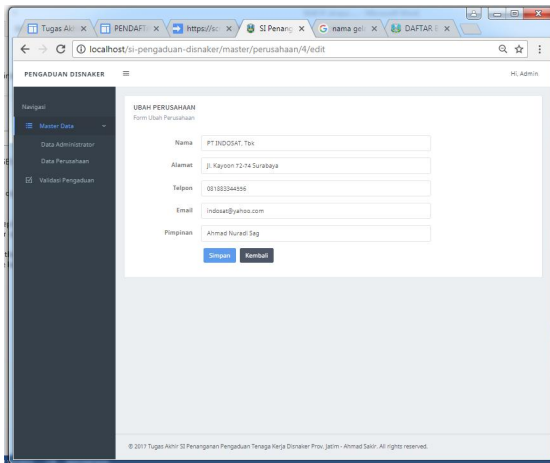 Tugas Akhi
PENDAFT
https://sc
SI Penang
nama gel
DAFTAR
localhost/si-pengaduan-disnaker/master/perusahaan/4/edit
PENGADUAN DISNAKER
Hi, Admin
Navigasi
Master Data
Data Administrator
Data Perusahaan
Validasi Pengaduan
UBAH PERUSAHAAN
Form Ubah Perusahaan
Nama PT INDOSAT, Tbk
Alamat Jl. Kayoon 72-74 Surabaya
Telpon 081883344556
Email indosat@yahoo.com
Pimpinan Ahmad Nuradi Sag
Simpan Kembali
© 2017 Tugas Akhir SI Penanganan Pengaduan Tenaga Kerja Disnaker Prov. Jatim - Ahmad Sakir. All rights reserved.